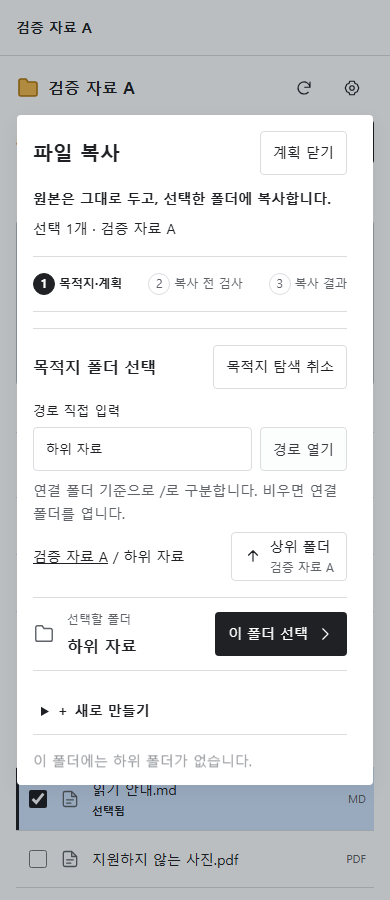 검증 자료 A
검증 자료 A
파일 복사
계획 닫기
원본은 그대로 두고, 선택한 폴더에 복사합니다.
선택 1개 · 검증 자료 A
1 목적지·계획
2 복사 전 검사
3 복사 결과
목적지 폴더 선택
목적지 탐색 취소
경로 직접 입력
하위 자료
경로 열기
연결 폴더 기준으로 /로 구분합니다. 비우면 연결
폴더를 엽니다.
검증 자료 A / 하위 자료
상위 폴더
검증 자료 A
선택할 폴더
하위 자료
이 폴더 선택
+ 새로 만들기
이 폴더에는 하위 폴더가 없습니다.
읽기 안내.md
MD
선택됨
지원하지 않는 사진.pdf
PDF